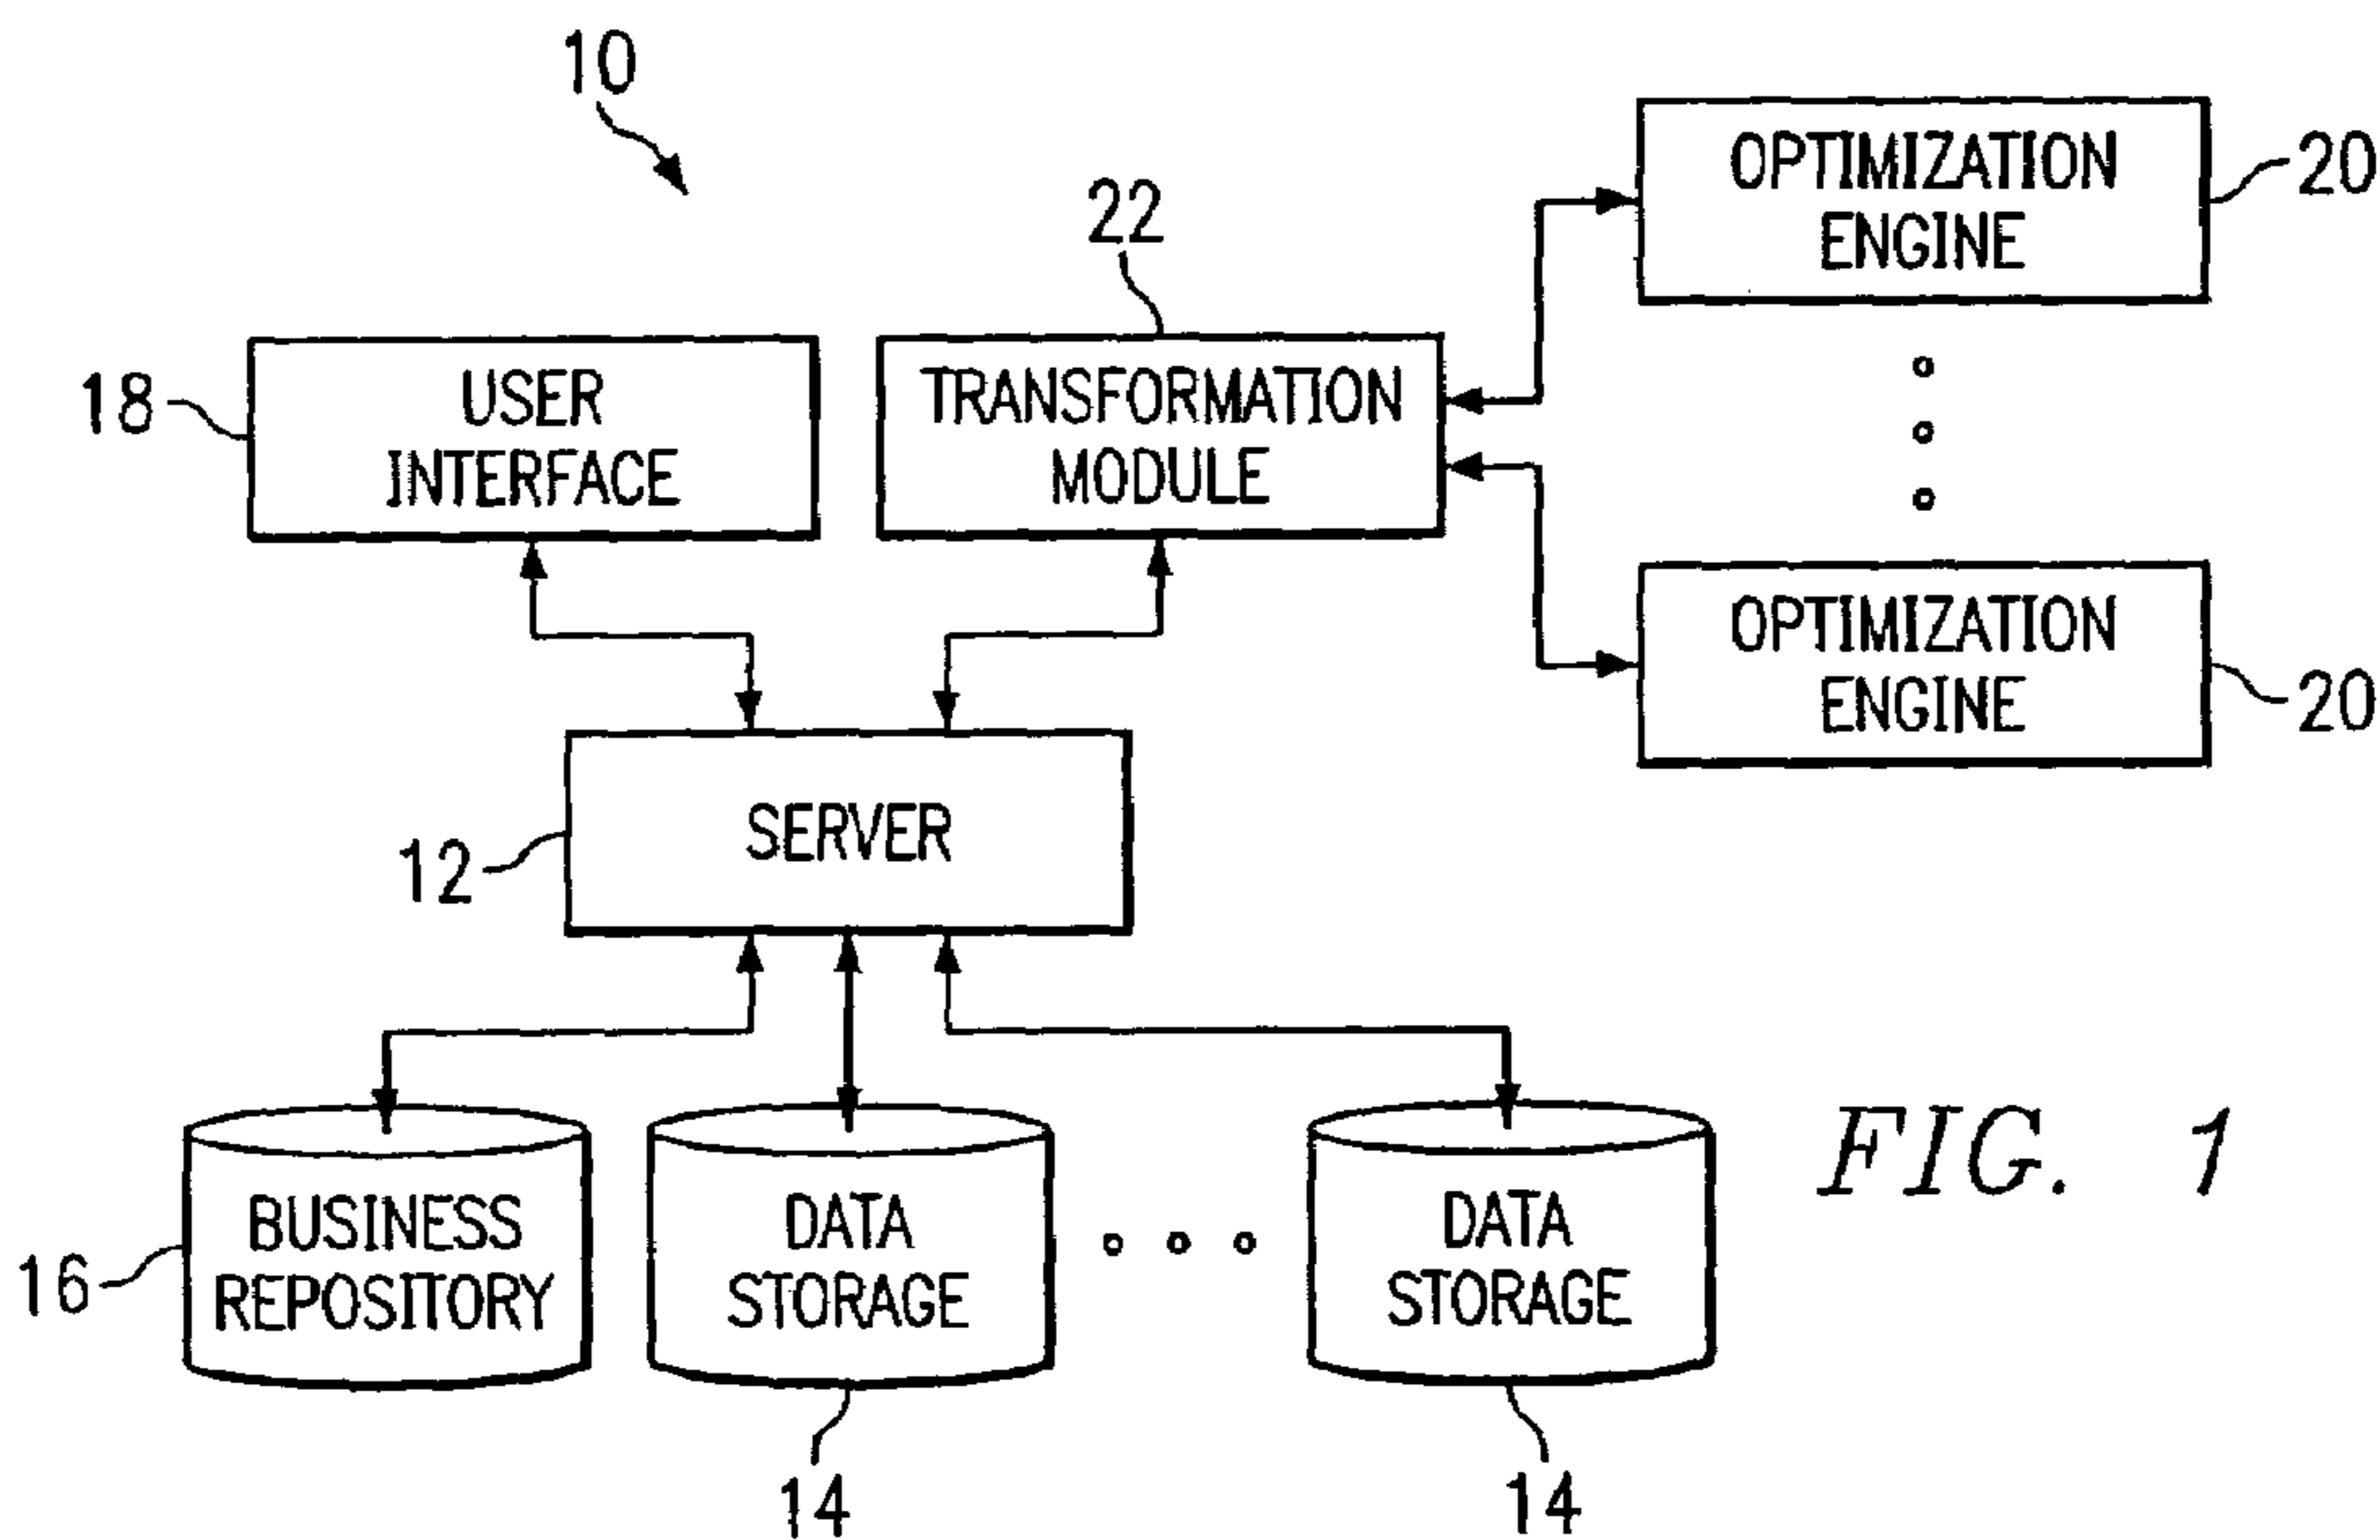 10
OPTIMIZATION
ENGINE
20
22
USER
INTERFACE
18
TRANSFORMATION
MODULE
OPTIMIZATION
ENGINE
20
SERVER
12
BUSINESS
REPOSITORY
16
DATA
STORAGE
14
DATA
STORAGE
14
FIG. 1